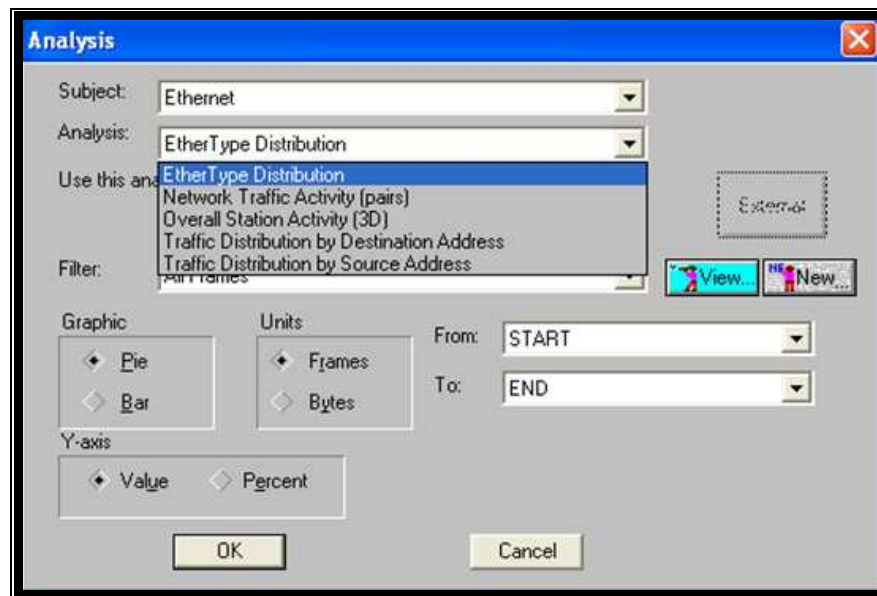 Analysis
Subject: Ethernet
Analysis: EtherType Distribution
Use this ana
EtherType Distribution
Network Traffic Activity (pairs)
Overall Station Activity (3D)
Traffic Distribution by Destination Address
Traffic Distribution by Source Address
External
Filter: All Frames
View... New...
Graphic
Pie
Bar
Units
Frames
Bytes
From: START
To: END
Y-axis
Value Percent
OK Cancel